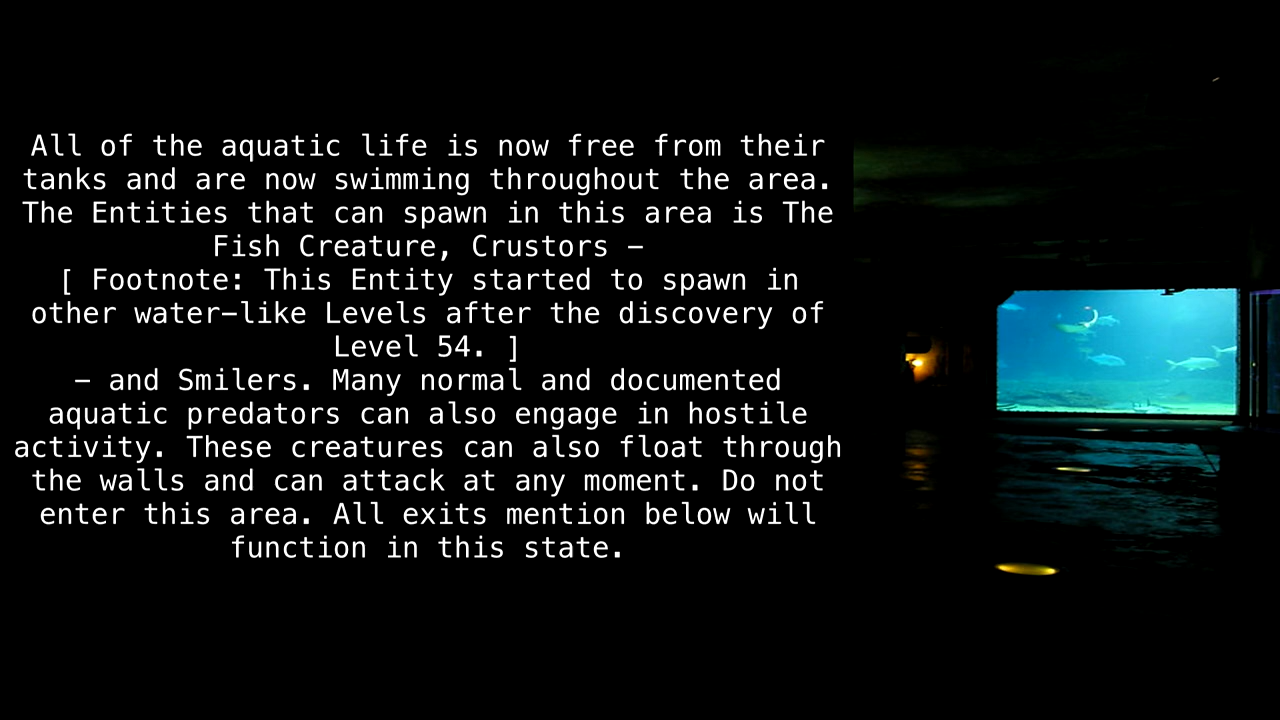 All of the aquatic life is now free from their
tanks and are now swimming throughout the area.
The Entities that can spawn in this area is The
Fish Creature, Crustors –
[ Footnote: This Entity started to spawn in
other water–like Levels after the discovery of
Level 54. ]
– and Smilers. Many normal and documented
aquatic predators can also engage in hostile
activity. These creatures can also float through
the walls and can attack at any moment. Do not
enter this area. All exits mention below will
function in this state.